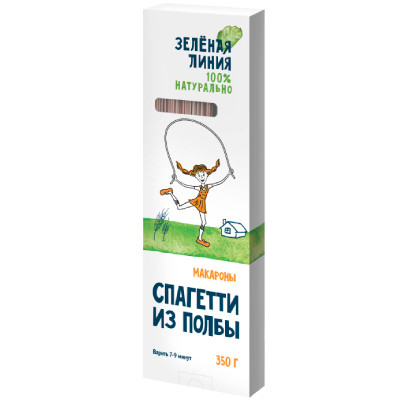 ЗЕЛЁНАЯ
ЛИНИЯ
100%
НАТУРАЛЬНО
МАКАРОНЫ
СПАГЕТТИ
ИЗ ПОЛБЫ
Варить 7-9 минут
350 Г